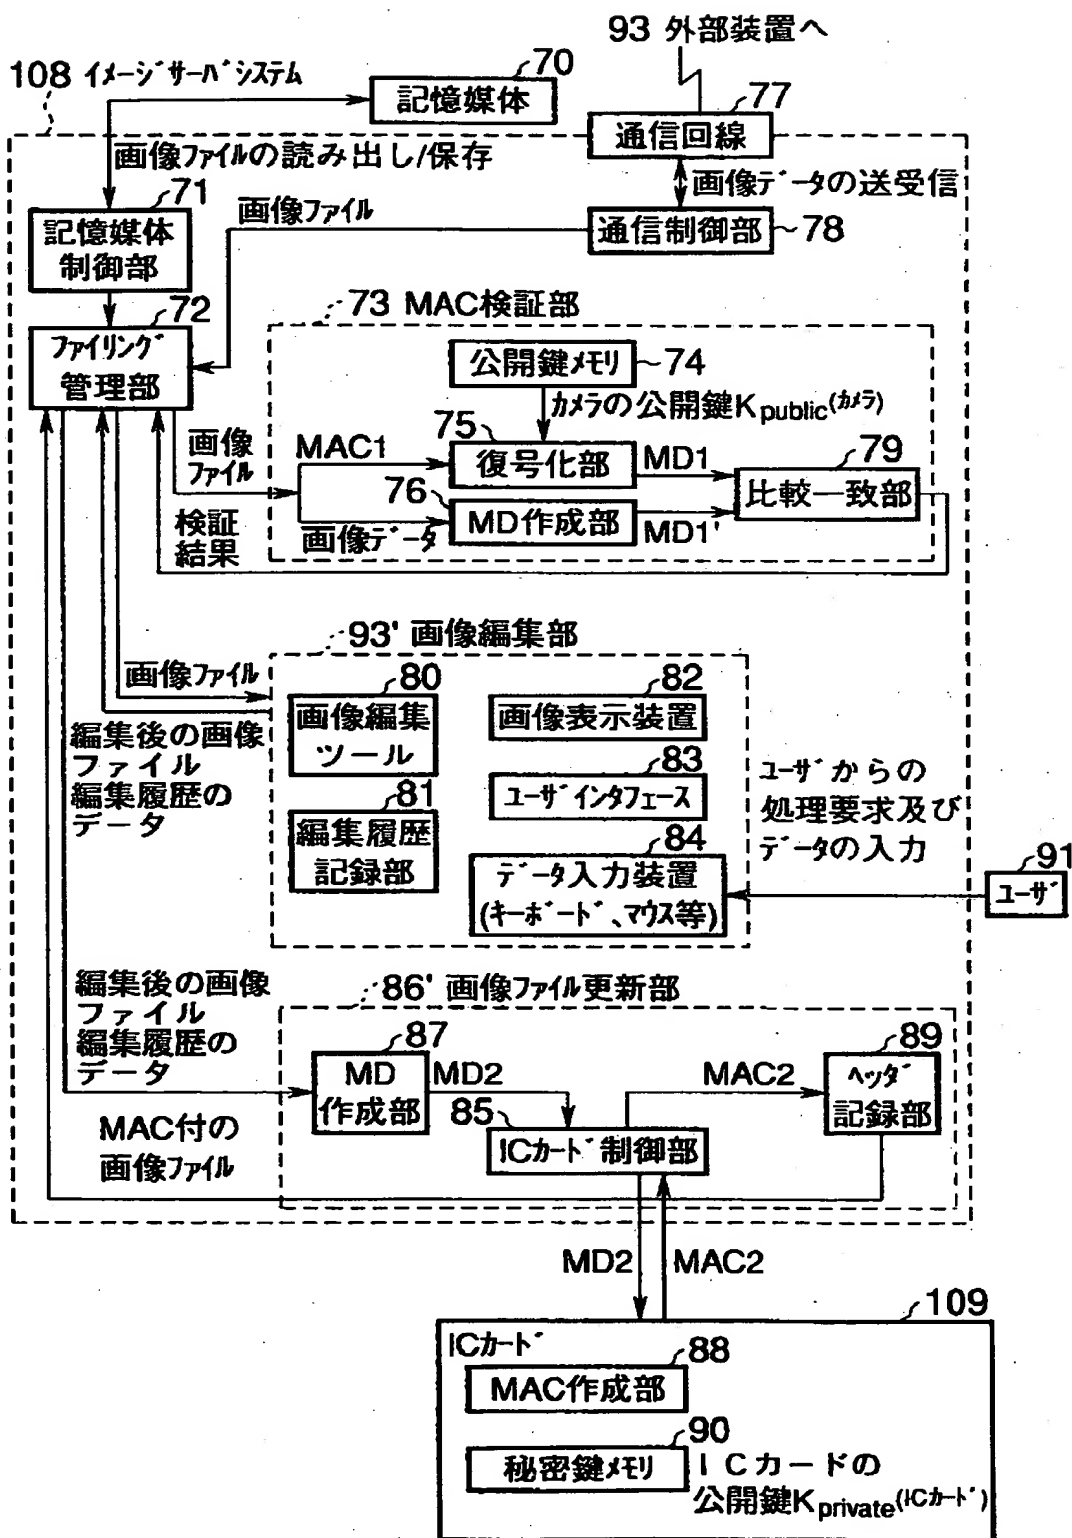 93 外部装置へ
108 イメージサーバシステム
70
記憶媒体
77
通信回線
画像ファイルの読み出し/保存
画像データの送受信
71
記憶媒体
制御部
画像ファイル
通信制御部
78
72
ファイリング
管理部
73 MAC検証部
公開鍵メモリ
74
カメラの公開鍵Kpublic(カメラ)
画像
ファイル
MAC1
75
復号化部
MD1
79
比較一致部
76
MD作成部
MD1'
画像データ
検証
結果
93' 画像編集部
画像ファイル
80
画像編集
ツール
82
画像表示装置
編集後の画像
ファイル
編集履歴の
データ
81
編集履歴
記録部
83
ユーザインタフェース
84
データ入力装置
(キーボード、マウス等)
ユーザからの
処理要求及び
データの入力
91
ユーザ
編集後の画像
ファイル
編集履歴の
データ
86' 画像ファイル更新部
87
MD
作成部
MD2
85
ICカード制御部
MAC2
89
ヘッダ
記録部
MAC付の
画像ファイル
MD2
MAC2
109
ICカード
88
MAC作成部
90
秘密鍵メモリ
ICカードの
公開鍵Kprivate(ICカード)